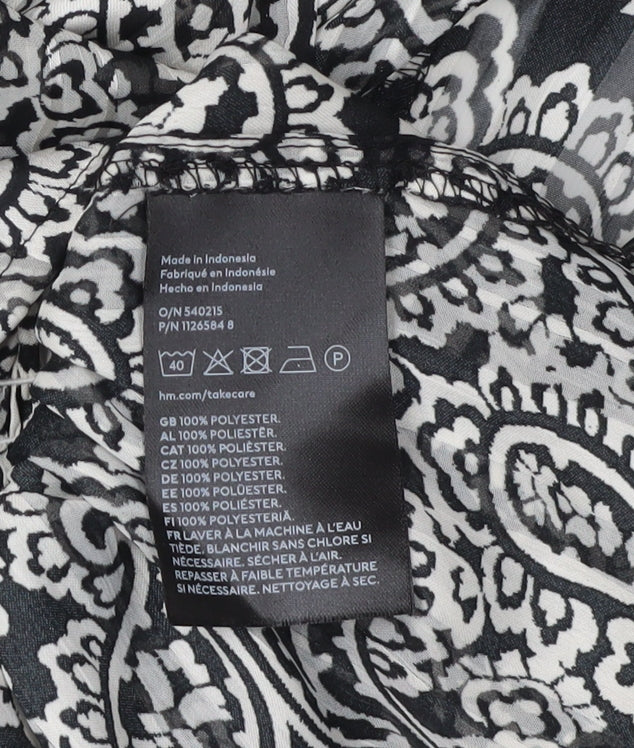 Made in Indonesia
Fabriqué en Indonésie
Hecho en Indonesia
O/N 540215
P/N 1126584 8
40 P
hm.com/takecare
GB 100% POLYESTER.
AL 100% POLIESTËR.
CAT 100% POLIÈSTER.
CZ 100% POLYESTER.
DE 100% POLYESTER.
EE 100% POLÜESTER.
ES 100% POLIÉSTER.
FI 100% POLYESTERIÄ.
FR LAVER À LA MACHINE À L'EAU
TIÈDE. BLANCHIR SANS CHLORE SI
NÉCESSAIRE. SÉCHER À L'AIR.
REPASSER À FAIBLE TEMPÉRATURE
SI NÉCESSAIRE. NETTOYAGE À SEC.